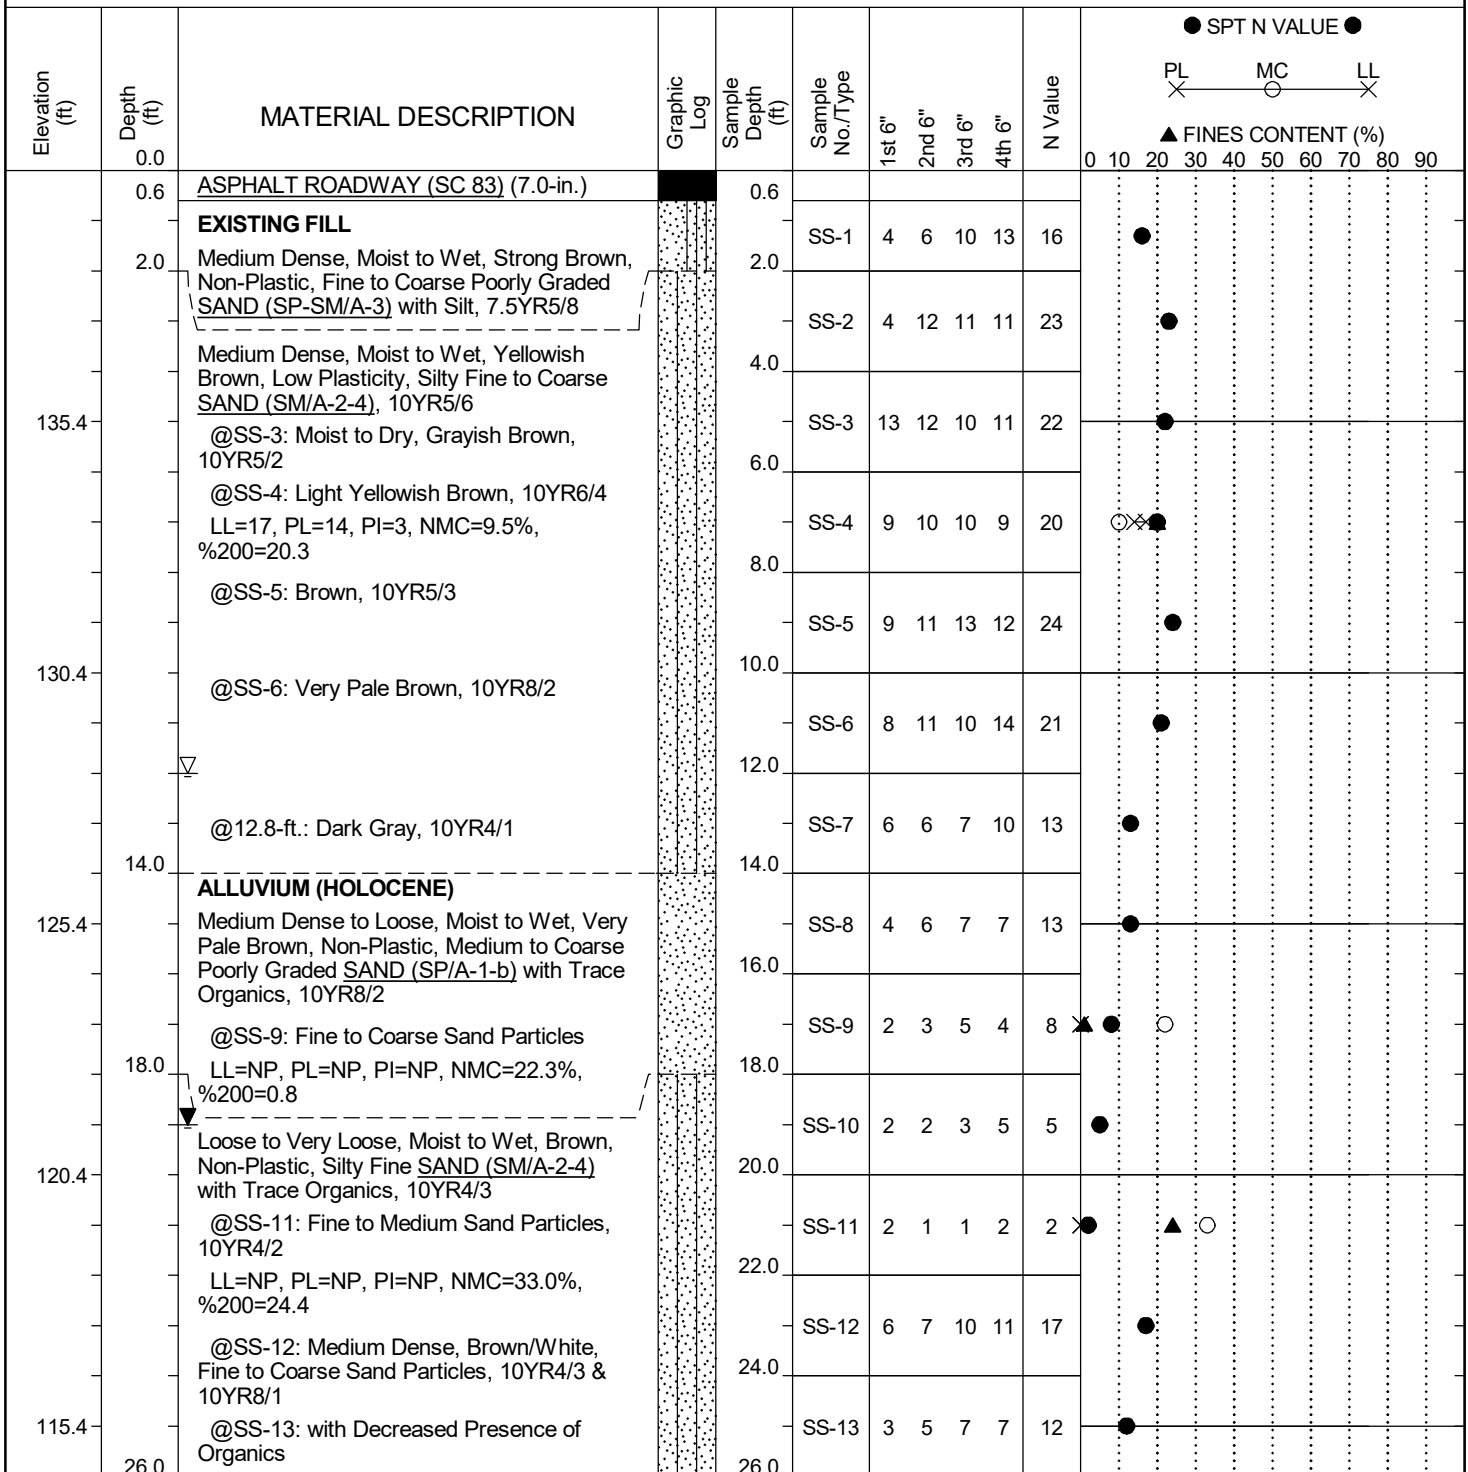 ● SPT N VALUE ●
PL MC LL
▲ FINES CONTENT (%)
0 10 20 30 40 50 60 70 80 90
Elevation
(ft)
Depth
(ft)
0.0
MATERIAL DESCRIPTION
Graphic
Log
Sample
Depth
(ft)
Sample
No./Type
1st 6"
2nd 6"
3rd 6"
4th 6"
N Value
0.6 ASPHALT ROADWAY (SC 83) (7.0-in.) 0.6
EXISTING FILL
SS-1 4 6 10 13 16
Medium Dense, Moist to Wet, Strong Brown,
2.0 2.0
Non-Plastic, Fine to Coarse Poorly Graded
SAND (SP-SM/A-3) with Silt, 7.5YR5/8
SS-2 4 12 11 11 23
Medium Dense, Moist to Wet, Yellowish
4.0
Brown, Low Plasticity, Silty Fine to Coarse
SAND (SM/A-2-4), 10YR5/6
135.4 SS-3 13 12 10 11 22
@SS-3: Moist to Dry, Grayish Brown,
10YR5/2
6.0
@SS-4: Light Yellowish Brown, 10YR6/4
SS-4 9 10 10 9 20
LL=17, PL=14, PI=3, NMC=9.5%,
%200=20.3
8.0
@SS-5: Brown, 10YR5/3
SS-5 9 11 13 12 24
10.0
130.4
@SS-6: Very Pale Brown, 10YR8/2
SS-6 8 11 10 14 21
12.0
@12.8-ft.: Dark Gray, 10YR4/1
SS-7 6 6 7 10 13
14.0 14.0
ALLUVIUM (HOLOCENE)
Medium Dense to Loose, Moist to Wet, Very
125.4 SS-8 4 6 7 7 13
Pale Brown, Non-Plastic, Medium to Coarse
Poorly Graded SAND (SP/A-1-b) with Trace
16.0
Organics, 10YR8/2
@SS-9: Fine to Coarse Sand Particles
SS-9 2 3 5 4 8
18.0 18.0
LL=NP, PL=NP, PI=NP, NMC=22.3%,
%200=0.8
SS-10 2 2 3 5 5
Loose to Very Loose, Moist to Wet, Brown,
Non-Plastic, Silty Fine SAND (SM/A-2-4)
20.0
120.4
with Trace Organics, 10YR4/3
@SS-11: Fine to Medium Sand Particles,
SS-11 2 1 1 2 2
10YR4/2
22.0
LL=NP, PL=NP, PI=NP, NMC=33.0%,
%200=24.4
SS-12 6 7 10 11 17
@SS-12: Medium Dense, Brown/White,
24.0
Fine to Coarse Sand Particles, 10YR4/3 &
10YR8/1
115.4 SS-13 3 5 7 7 12
@SS-13: with Decreased Presence of
Organics
26.0 26.0